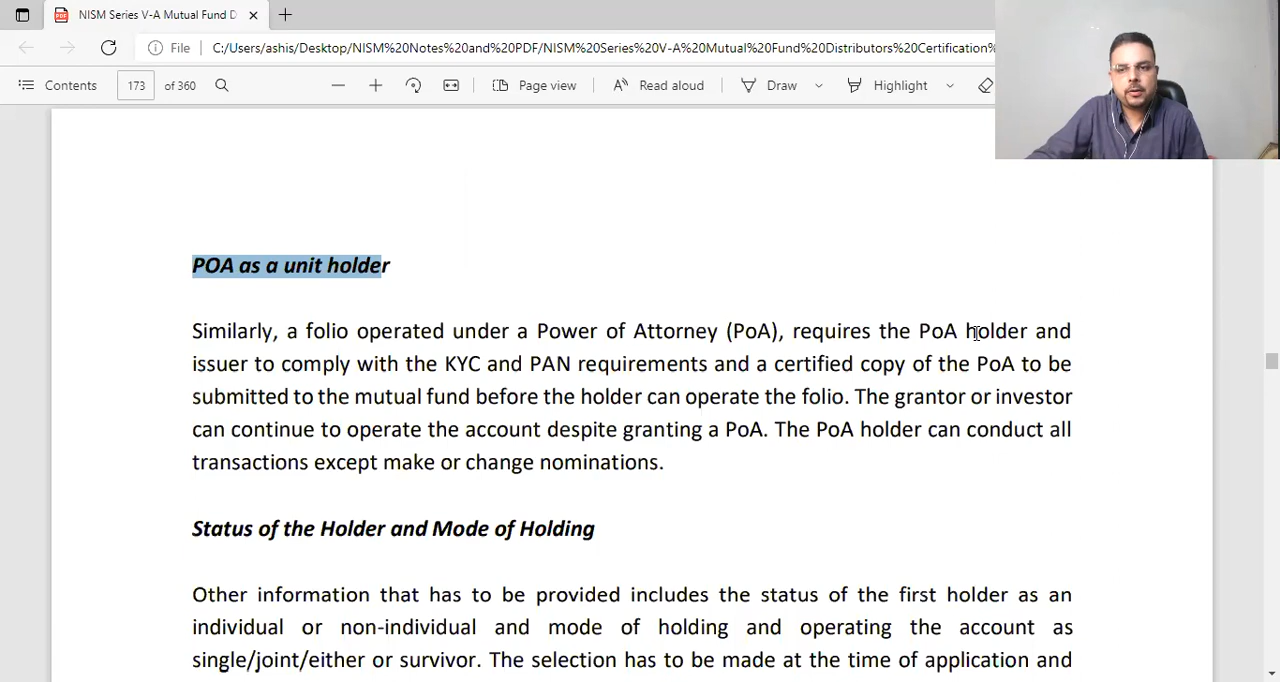 NISM Series V-A Mutual Fund D
File C:/Users/ashis/Desktop/NISM%20Notes%20and%20PDF/NISM%20Series%20V-A%20Mutual%20Fund%20Distributors%20Certification%
Contents 173 of 360 Page view Read aloud Draw Highlight
POA as a unit holder
Similarly, a folio operated under a Power of Attorney (PoA), requires the PoA holder and
issuer to comply with the KYC and PAN requirements and a certified copy of the PoA to be
submitted to the mutual fund before the holder can operate the folio. The grantor or investor
can continue to operate the account despite granting a PoA. The PoA holder can conduct all
transactions except make or change nominations.
Status of the Holder and Mode of Holding
Other information that has to be provided includes the status of the first holder as an
individual or non-individual and mode of holding and operating the account as
single/joint/either or survivor. The selection has to be made at the time of application and